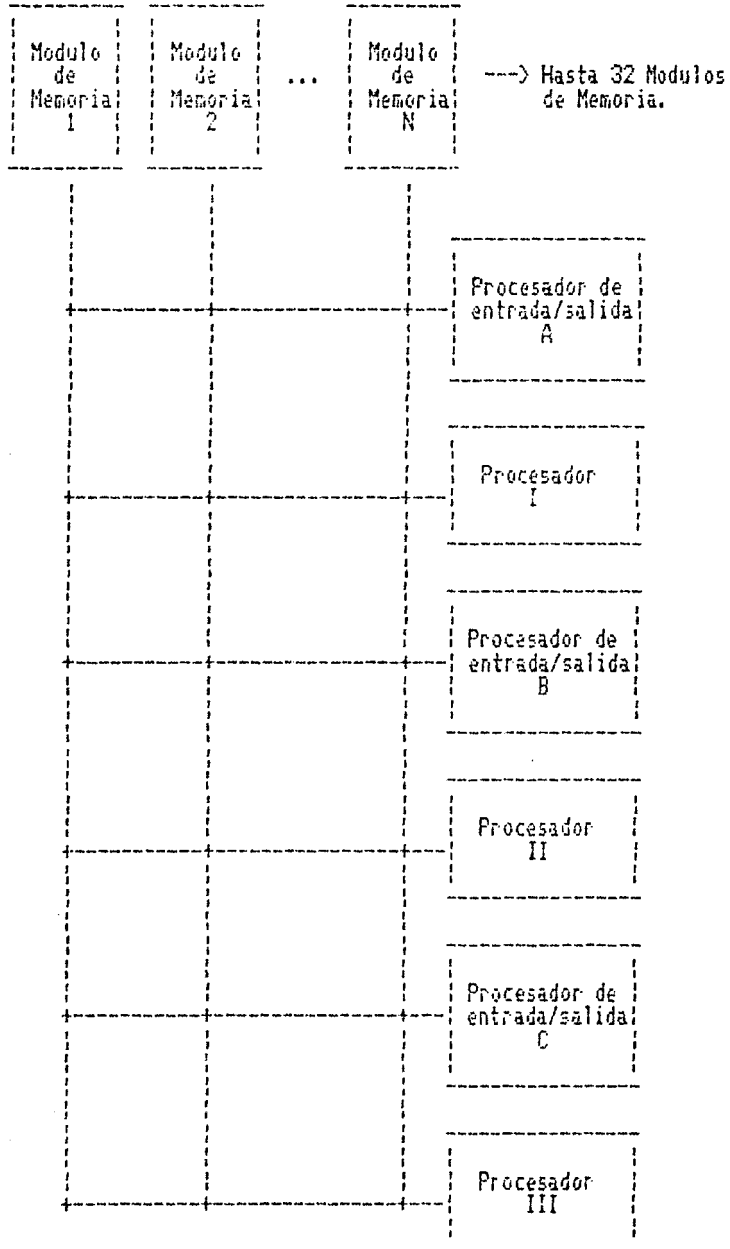 Modulo de Memoria 1
Modulo de Memoria 2
...
Modulo de Memoria N
---> Hasta 32 Modulos
de Memoria.
Procesador de
entrada/salida
A
Procesador
I
Procesador de
entrada/salida
B
Procesador
II
Procesador de
entrada/salida
C
Procesador
III